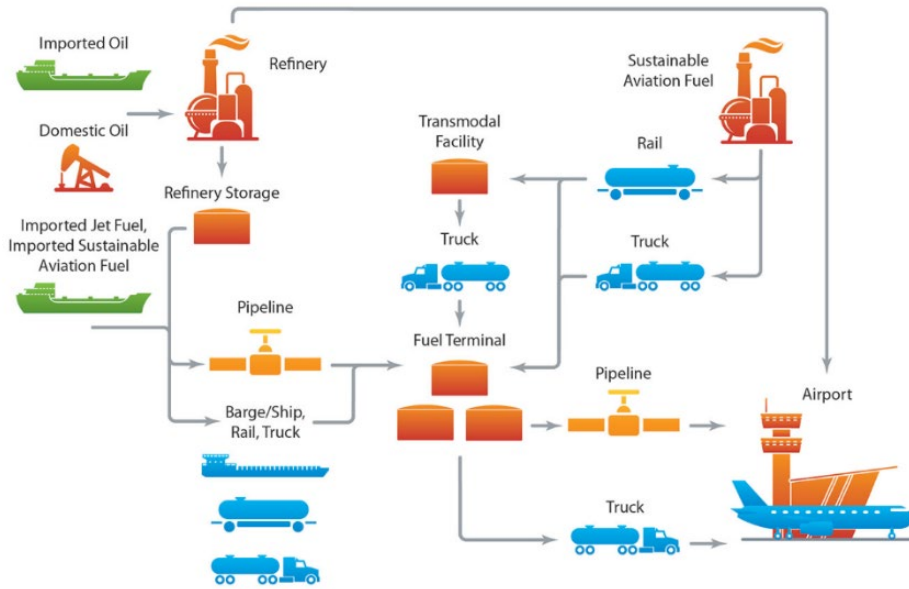 Imported Oil
Refinery
Domestic Oil
Refinery Storage
Imported Jet Fuel,
Imported Sustainable
Aviation Fuel
Pipeline
Barge/Ship,
Rail, Truck
Transmodal
Facility
Truck
Fuel Terminal
Sustainable
Aviation Fuel
Rail
Truck
Pipeline
Truck
Airport